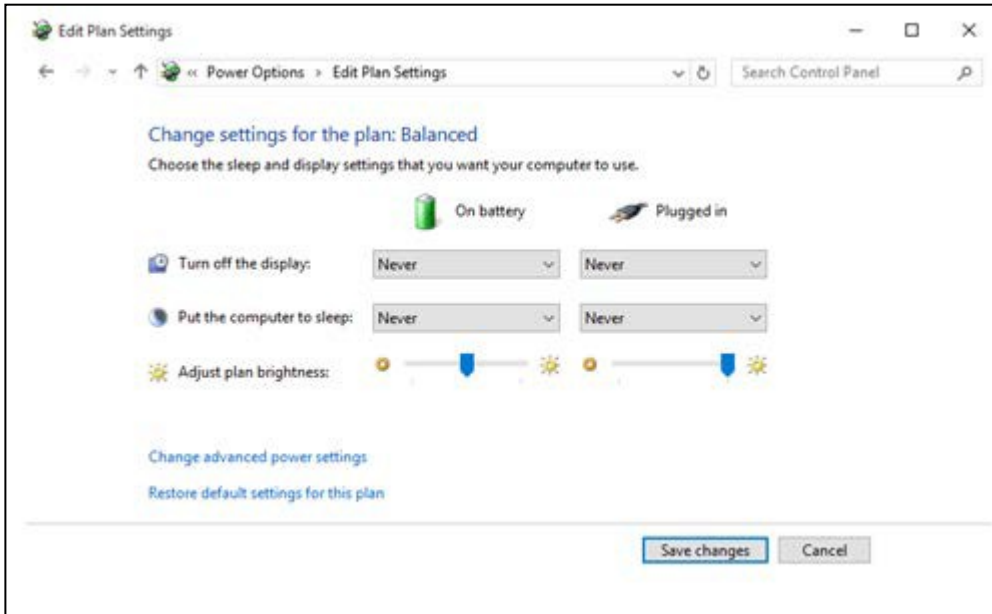 Edit Plan Settings
« Power Options › Edit Plan Settings Search Control Panel
Change settings for the plan: Balanced
Choose the sleep and display settings that you want your computer to use.
On battery Plugged in
Turn off the display: Never Never
Put the computer to sleep: Never Never
Adjust plan brightness:
Change advanced power settings
Restore default settings for this plan
Save changes Cancel